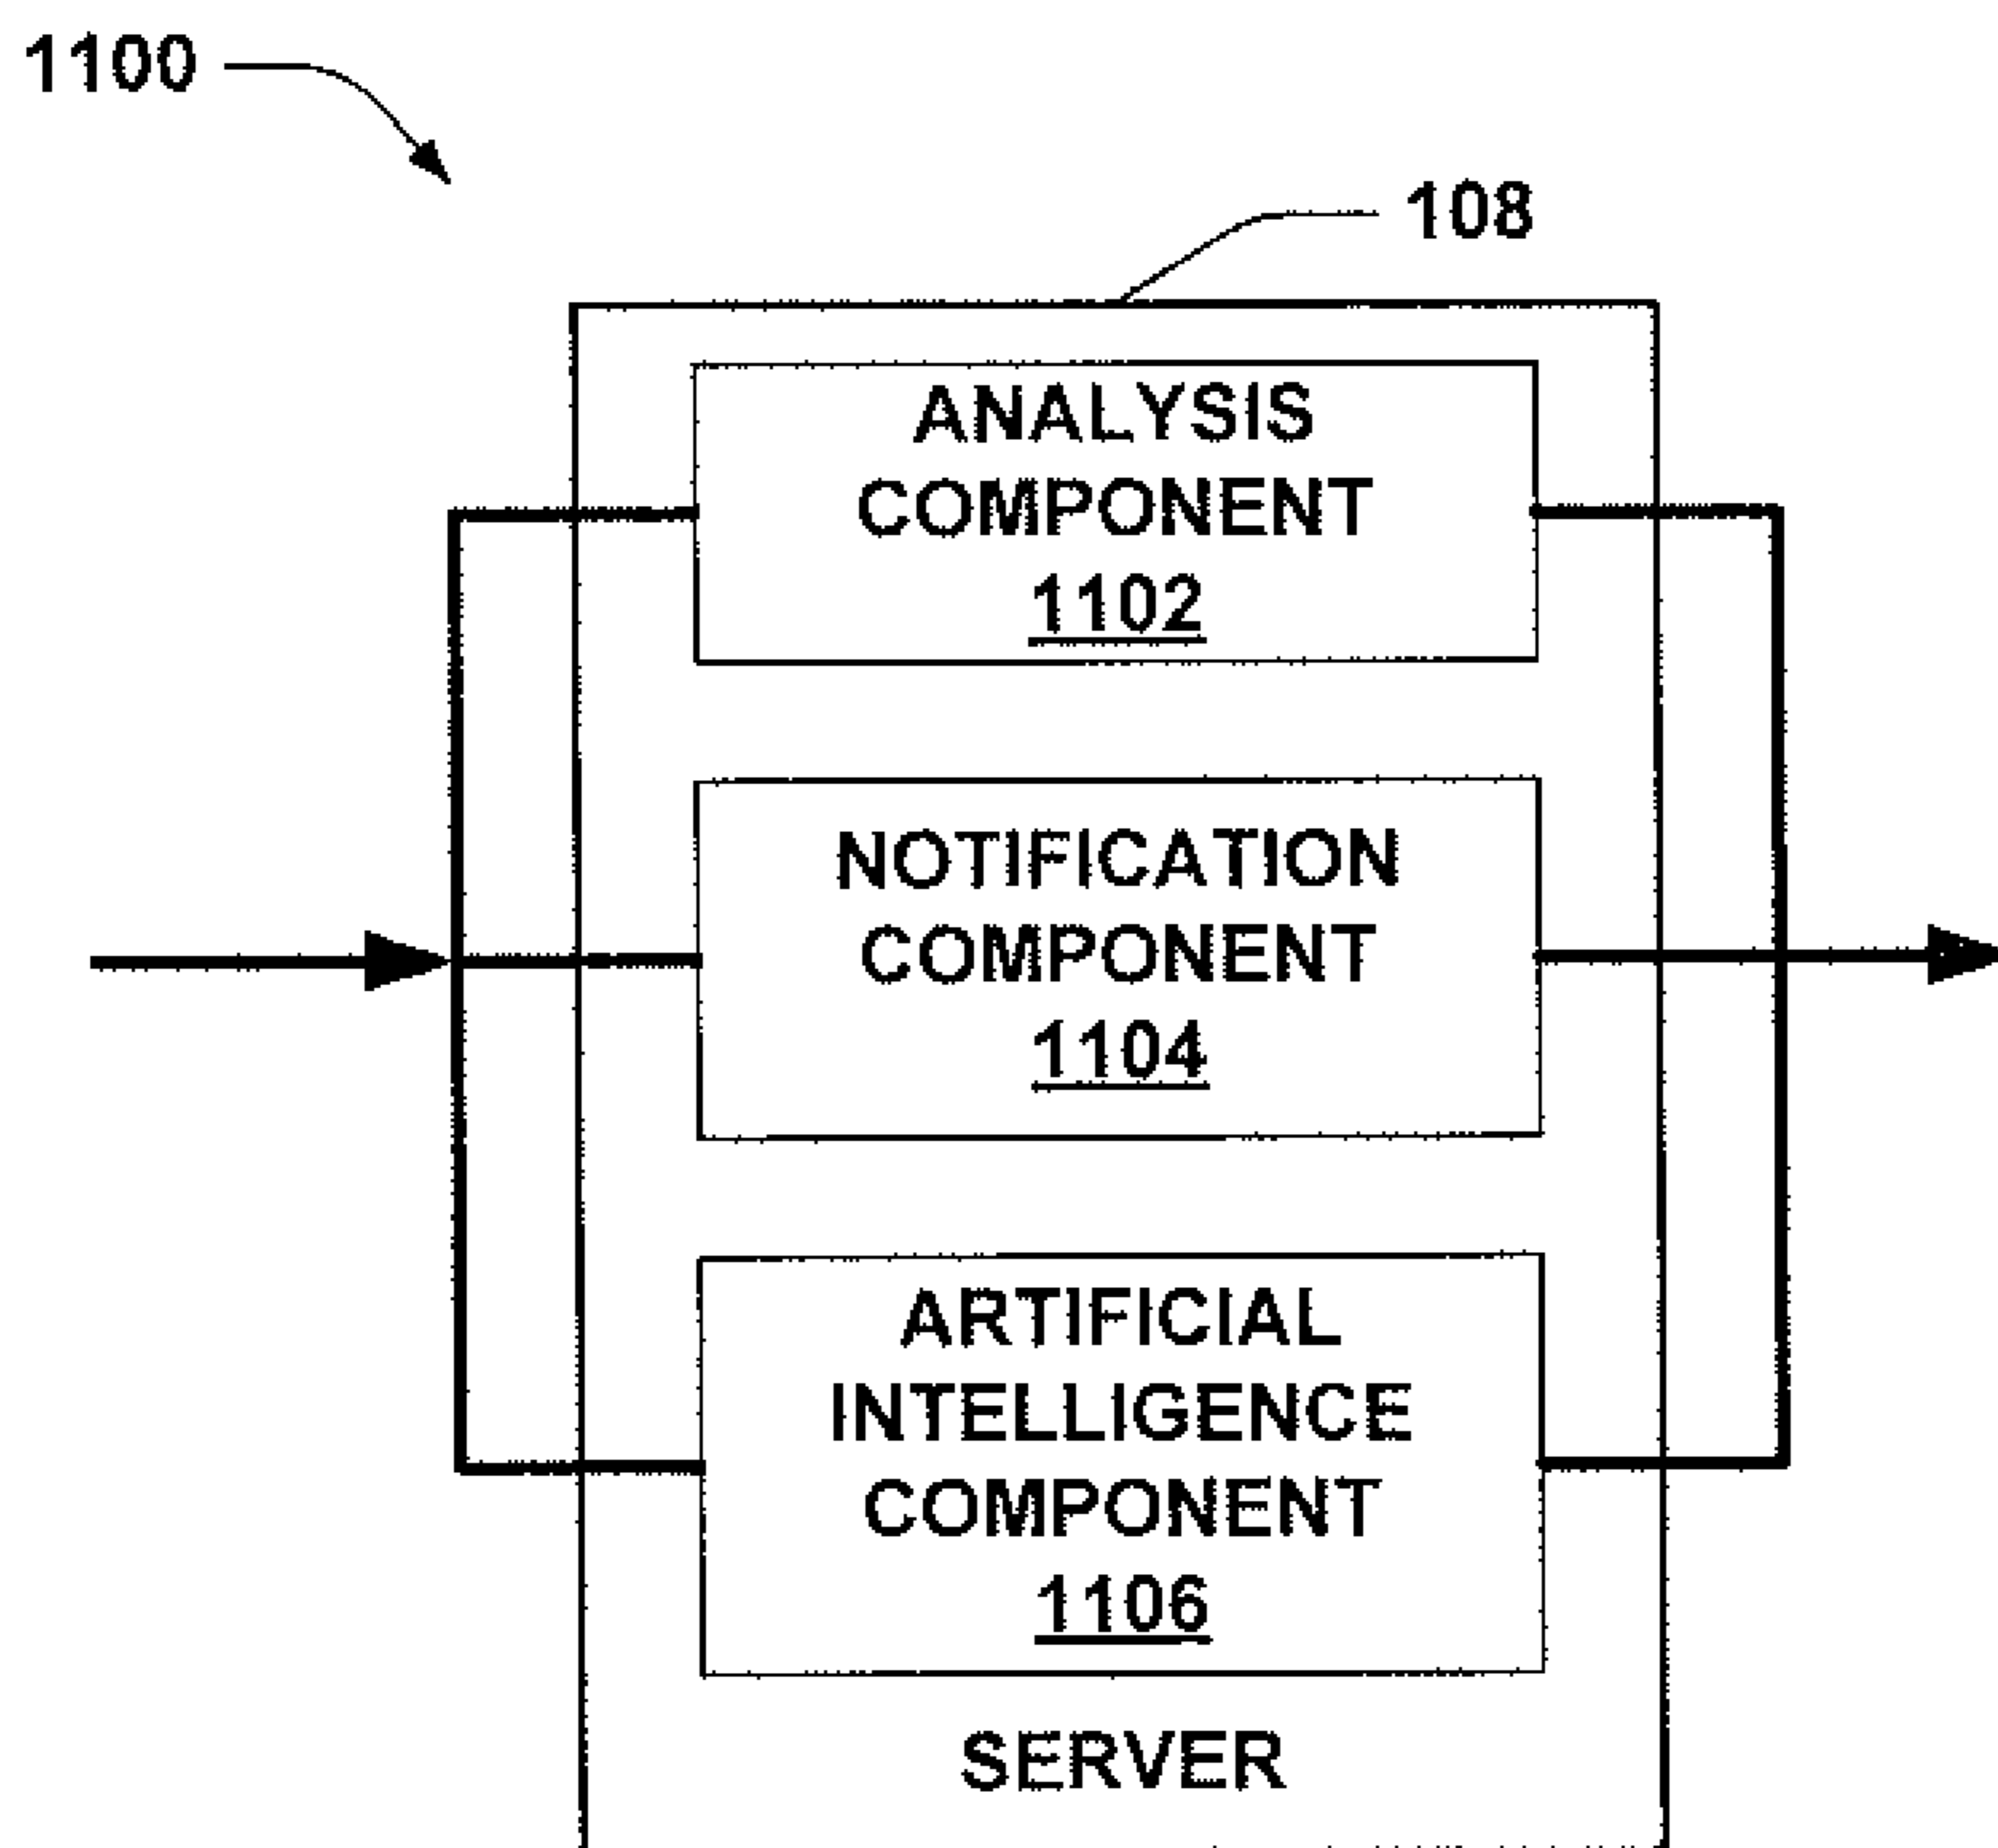 1100
108
ANALYSIS
COMPONENT
1102
NOTIFICATION
COMPONENT
1104
ARTIFICIAL
INTELLIGENCE
COMPONENT
1106
SERVER